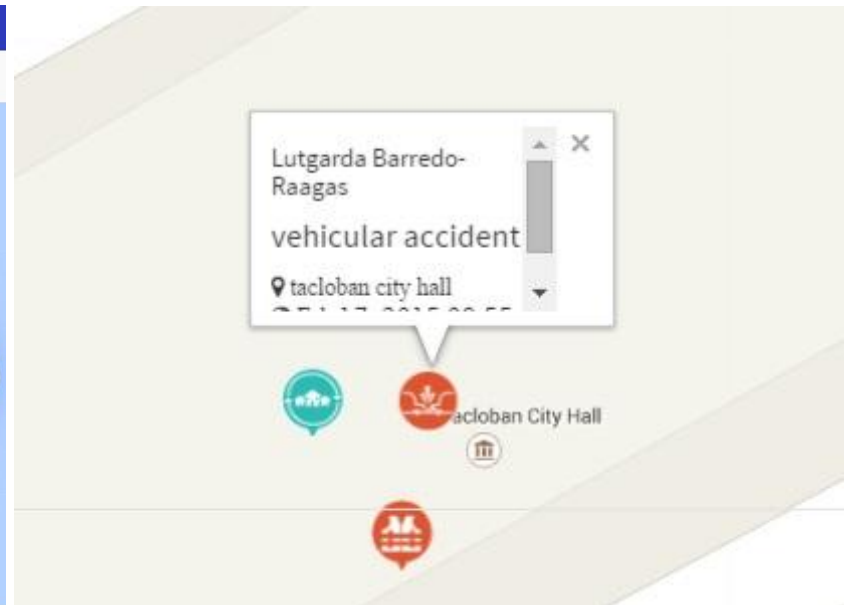 Lutgarda Barredo-
Raagas
vehicular accident
tacloban city hall
acloban City Hall